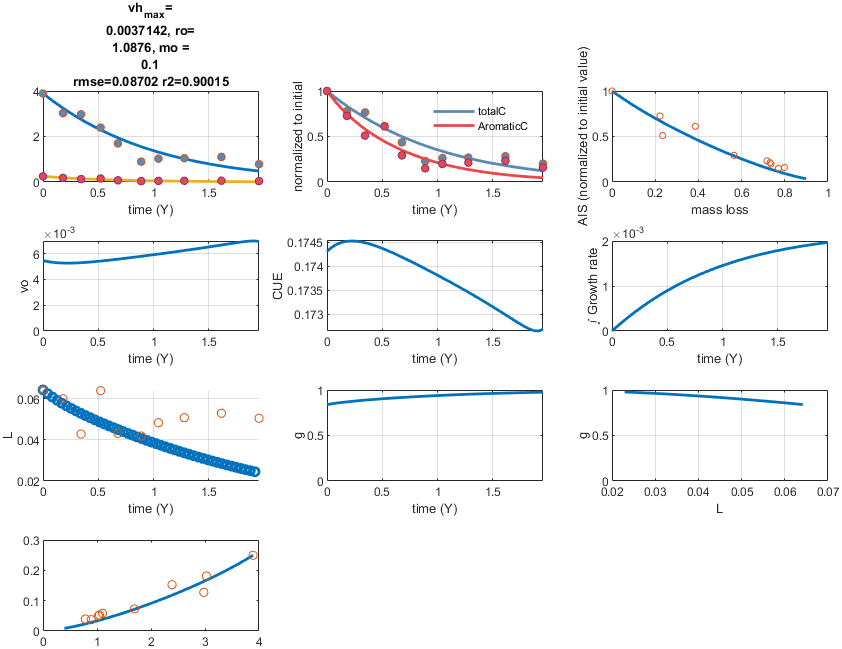 vh_max=
0.0037142, ro=
1.0876, mo =
0.1
rmse=0.08702 r2=0.90015
4
2
0
0 0.5 1 1.5
time (Y)
normalized to initial
1
0.5
0
0 0.5 1 1.5
time (Y)
totalC
AromaticC
AIS (normalized to initial value)
1
0.5
0
0 0.2 0.4 0.6 0.8 1
mass loss
×10^-3
vo
6
4
2
0
0 0.5 1 1.5
time (Y)
CUE
0.1745
0.174
0.1735
0.173
0 0.5 1 1.5
time (Y)
×10^-3
∫ Growth rate
2
1
0
0 0.5 1 1.5
time (Y)
L
0.06
0.04
0.02
0 0.5 1 1.5
time (Y)
g
1
0.5
0
0 0.5 1 1.5
time (Y)
g
1
0.5
0
0.02 0.03 0.04 0.05 0.06 0.07
L
0.3
0.2
0.1
0
0 1 2 3 4